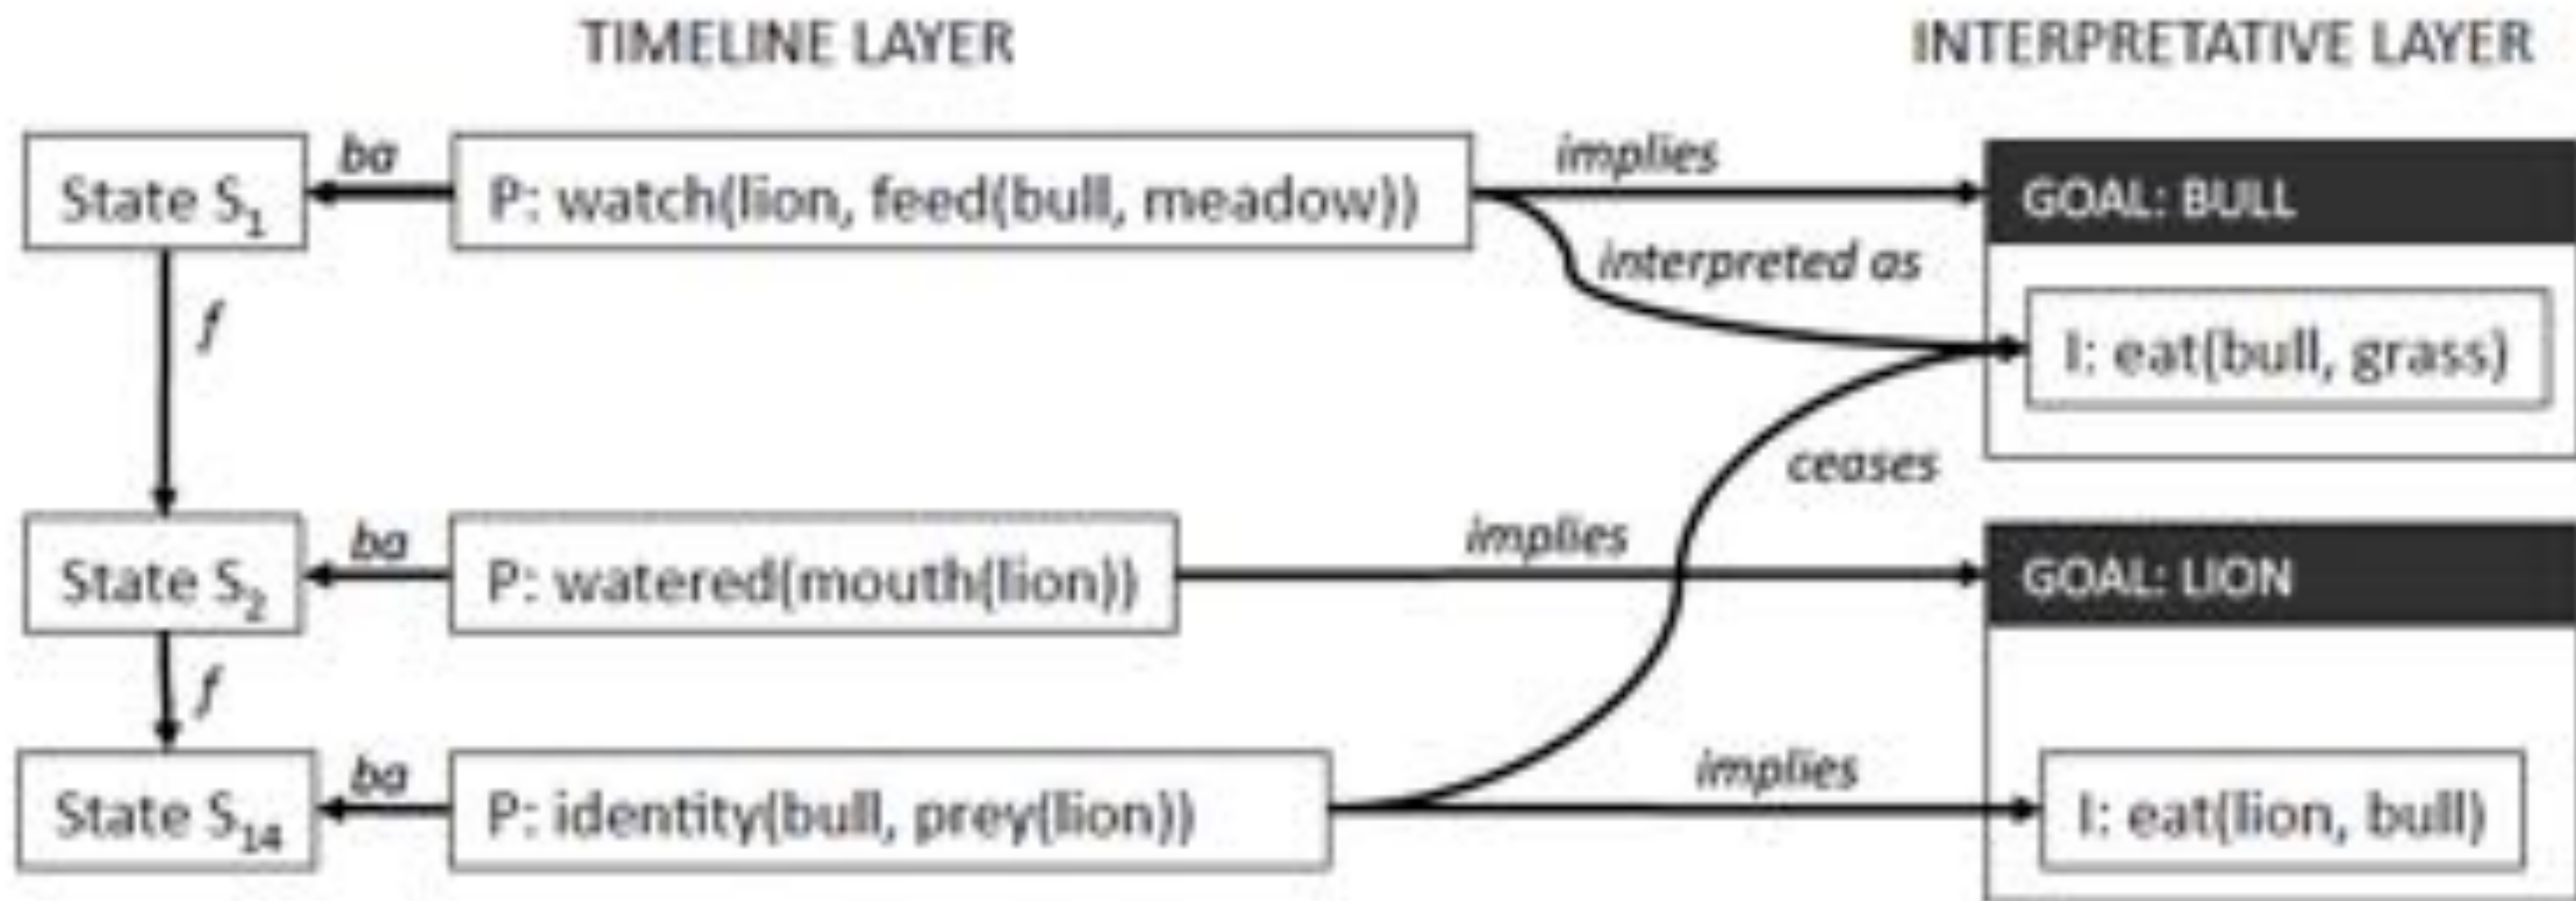 TIMELINE LAYER
INTERPRETATIVE LAYER
State S1
ba
P: watch(lion, feed(bull, meadow))
implies
GOAL: BULL
interpreted as
f
I: eat(bull, grass)
ceases
State S2
ba
P: watered(mouth(lion))
implies
GOAL: LION
f
State S14
ba
P: identity(bull, prey(lion))
implies
I: eat(lion, bull)